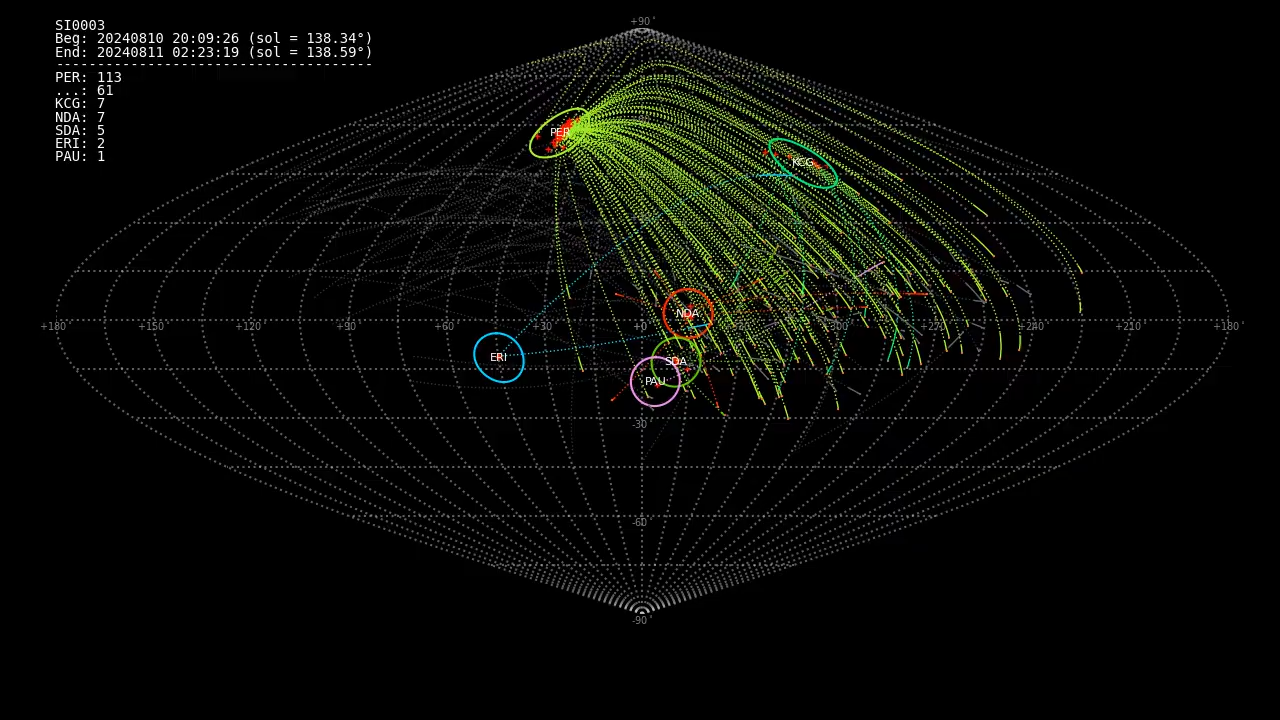 SI0003
Beg: 20240810 20:09:26 (sol = 138.34°)
End: 20240811 02:23:19 (sol = 138.59°)
--------------------------------------
PER: 113
...: 61
KCG: 7
NDA: 7
SDA: 5
ERI: 2
PAU: 1
+90°
PER
KCG
NDA
+180° +150° +90 +60 +30 +0 +300° +270° +240° +210° +180°
ERI
SDA
PAU
-30
-60
-90°